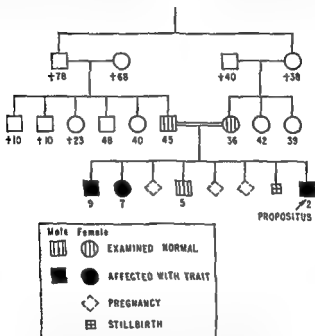 †78 †68 †40 †38
†10 †10 †23 48 40 45 36 42 39
9 7 5 2
PROPOSITUS
Male Female
EXAMINED NORMAL
AFFECTED WITH TRAIT
PREGNANCY
STILLBIRTH